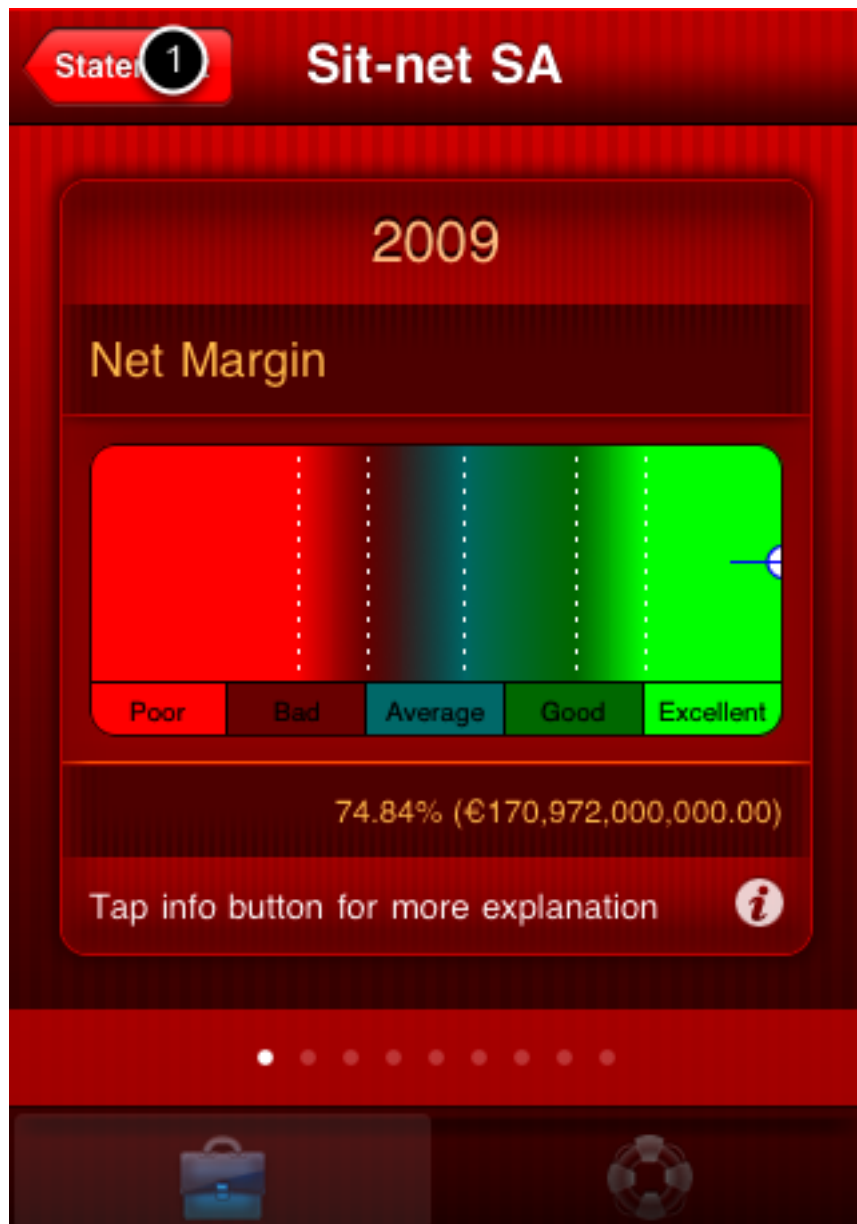 1
Sit-net SA
2009
Net Margin
Poor Bad Average Good Excellent
74.84% (€170,972,000,000.00)
Tap info button for more explanation i